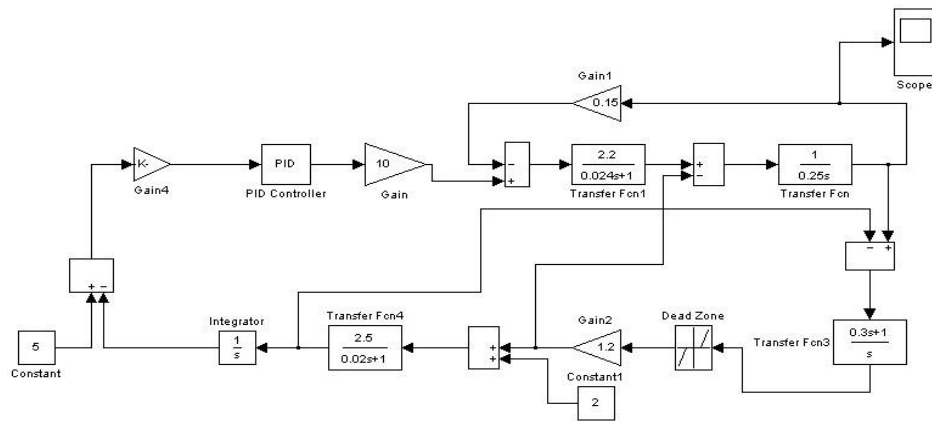 Scope
Gain1
0.15
K-
Gain4
PID
PID Controller
10
Gain
-
+
2.2
0.024s+1
Transfer Fcn1
+
-
1
0.25s
Transfer Fcn
- +
+ -
5
Constant
Integrator
1
s
Transfer Fcn4
2.5
0.02s+1
+
+
Gain2
1.2
Constant1
2
Dead Zone
Transfer Fcn3
0.3s+1
s